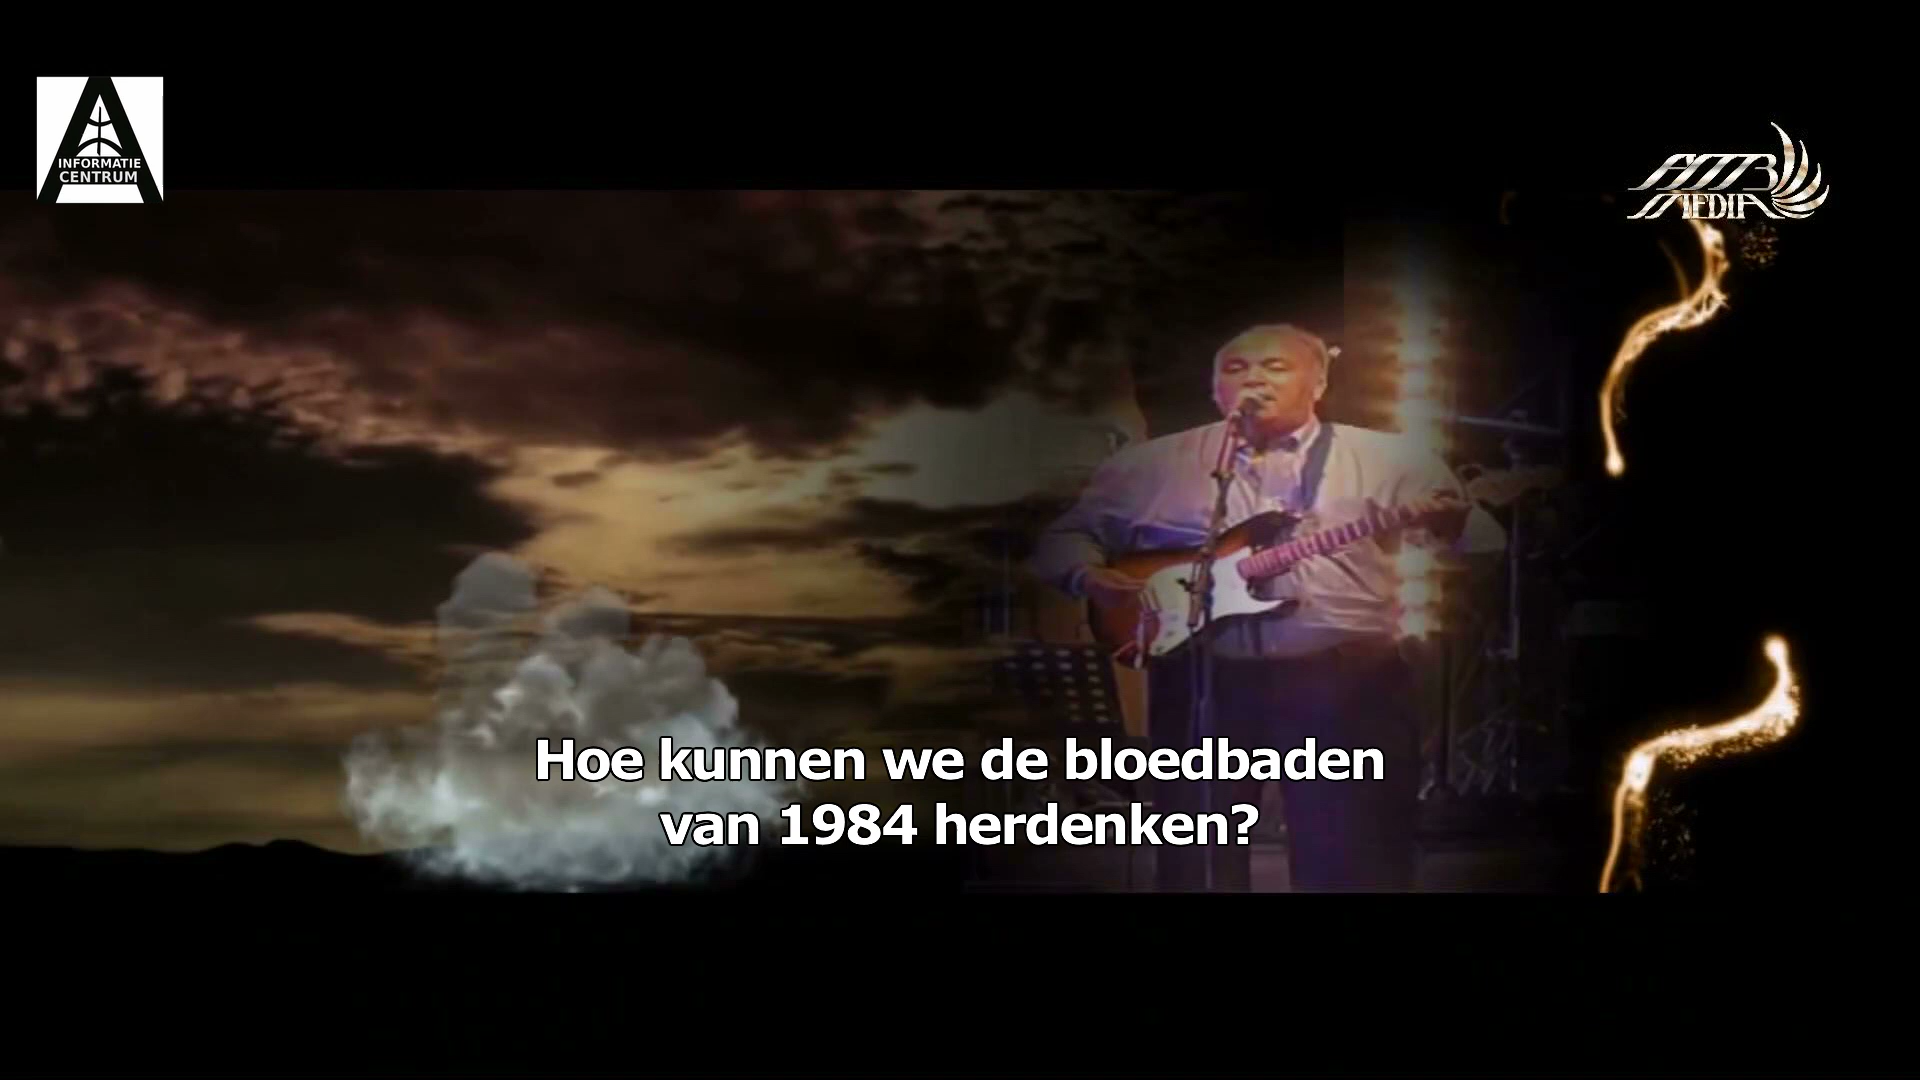 INFORMATIE
CENTRUM
MEDIA
Hoe kunnen we de bloedbaden
van 1984 herdenken?